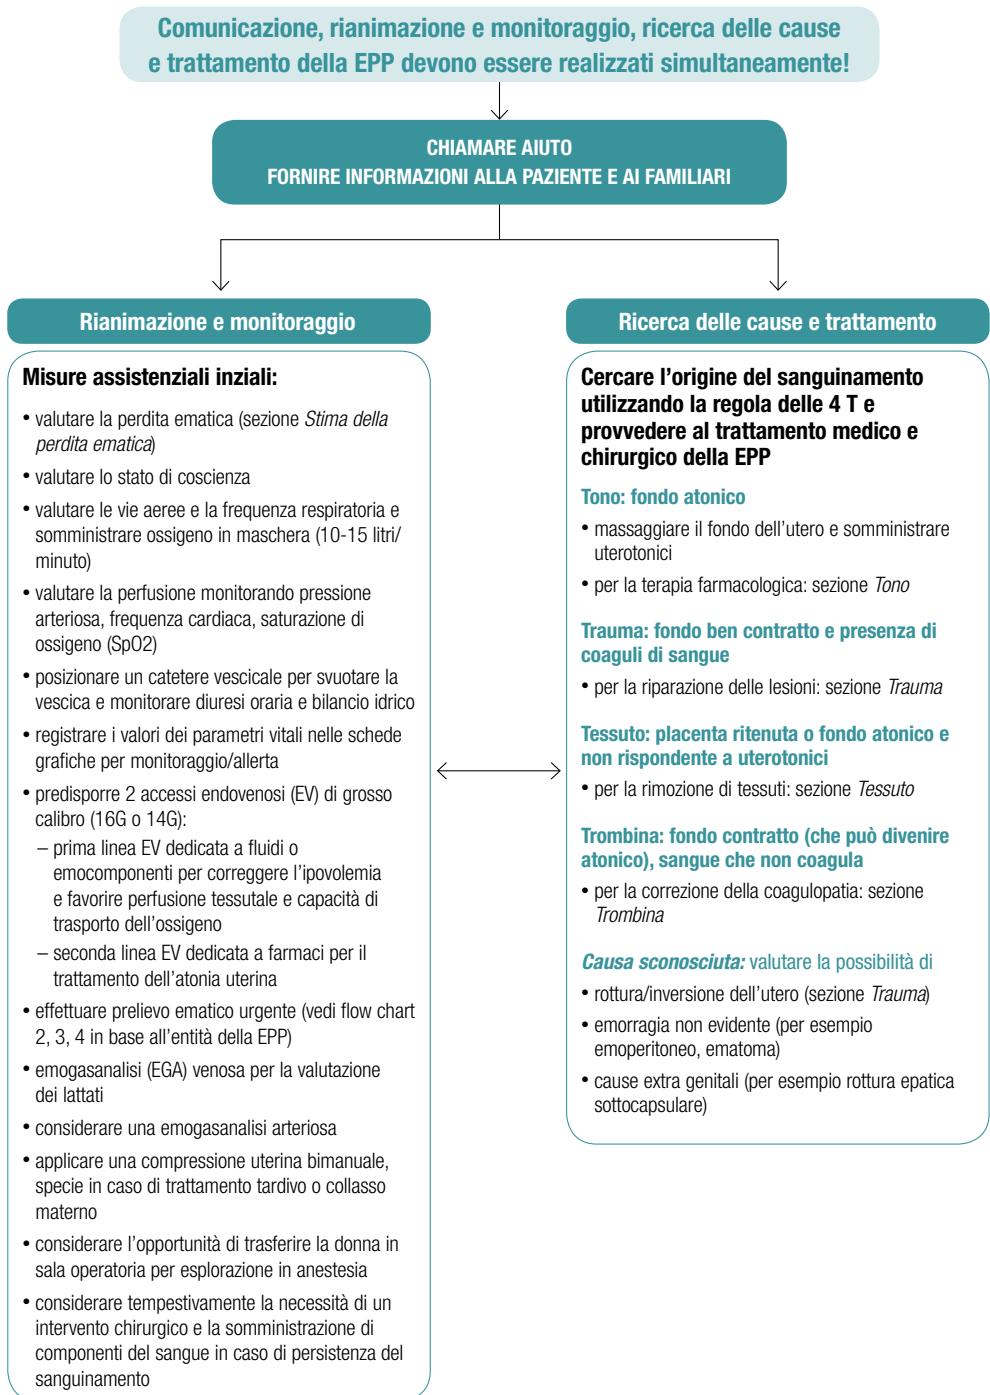 Comunicazione, rianimazione e monitoraggio, ricerca delle cause
e trattamento della EPP devono essere realizzati simultaneamente!
CHIAMARE AIUTO
FORNIRE INFORMAZIONI ALLA PAZIENTE E AI FAMILIARI
Rianimazione e monitoraggio
Misure assistenziali inziali:
• valutare la perdita ematica (sezione Stima della
perdita ematica)
• valutare lo stato di coscienza
• valutare le vie aeree e la frequenza respiratoria e
somministrare ossigeno in maschera (10-15 litri/
minuto)
• valutare la perfusione monitorando pressione
arteriosa, frequenza cardiaca, saturazione di
ossigeno (SpO2)
• posizionare un catetere vescicale per svuotare la
vescica e monitorare diuresi oraria e bilancio idrico
• registrare i valori dei parametri vitali nelle schede
grafiche per monitoraggio/allerta
• predisporre 2 accessi endovenosi (EV) di grosso
calibro (16G o 14G):
– prima linea EV dedicata a fluidi o
emocomponenti per correggere l'ipovolemia
e favorire perfusione tessutale e capacità di
trasporto dell'ossigeno
– seconda linea EV dedicata a farmaci per il
trattamento dell'atonia uterina
• effettuare prelievo ematico urgente (vedi flow chart
2, 3, 4 in base all'entità della EPP)
• emogasanalisi (EGA) venosa per la valutazione
dei lattati
• considerare una emogasanalisi arteriosa
• applicare una compressione uterina bimanuale,
specie in caso di trattamento tardivo o collasso
materno
• considerare l'opportunità di trasferire la donna in
sala operatoria per esplorazione in anestesia
• considerare tempestivamente la necessità di un
intervento chirurgico e la somministrazione di
componenti del sangue in caso di persistenza del
sanguinamento
Ricerca delle cause e trattamento
Cercare l'origine del sanguinamento
utilizzando la regola delle 4 T e
provvedere al trattamento medico e
chirurgico della EPP
Tono: fondo atonico
• massaggiare il fondo dell'utero e somministrare
uterotonici
• per la terapia farmacologica: sezione Tono
Trauma: fondo ben contratto e presenza di
coaguli di sangue
• per la riparazione delle lesioni: sezione Trauma
Tessuto: placenta ritenuta o fondo atonico e
non rispondente a uterotonici
• per la rimozione di tessuti: sezione Tessuto
Trombina: fondo contratto (che può divenire
atonico), sangue che non coagula
• per la correzione della coagulopatia: sezione
Trombina
Causa sconosciuta: valutare la possibilità di
• rottura/inversione dell'utero (sezione Trauma)
• emorragia non evidente (per esempio
emoperitoneo, ematoma)
• cause extra genitali (per esempio rottura epatica
sottocapsulare)